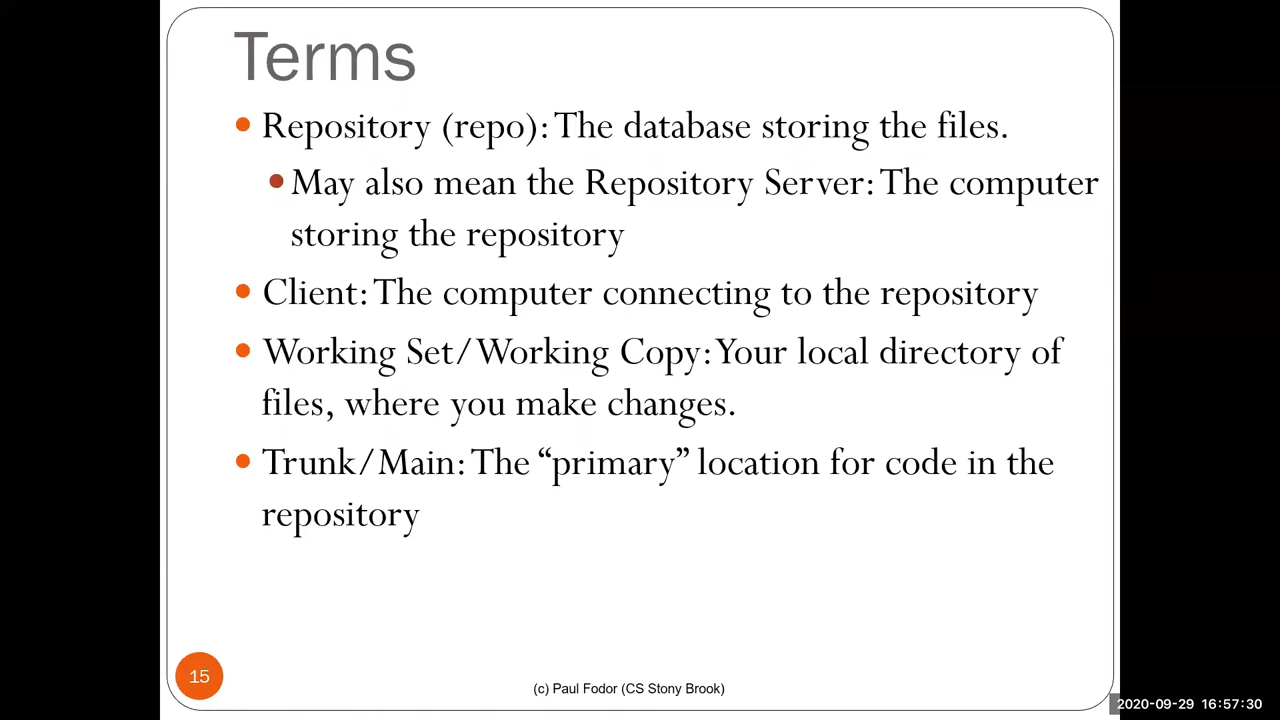 Terms
Repository (repo): The database storing the files.
May also mean the Repository Server: The computer
storing the repository
Client: The computer connecting to the repository
Working Set/Working Copy: Your local directory of
files, where you make changes.
Trunk/Main: The “primary” location for code in the
repository
15
(c) Paul Fodor (CS Stony Brook)
2020-09-29 16:57:30